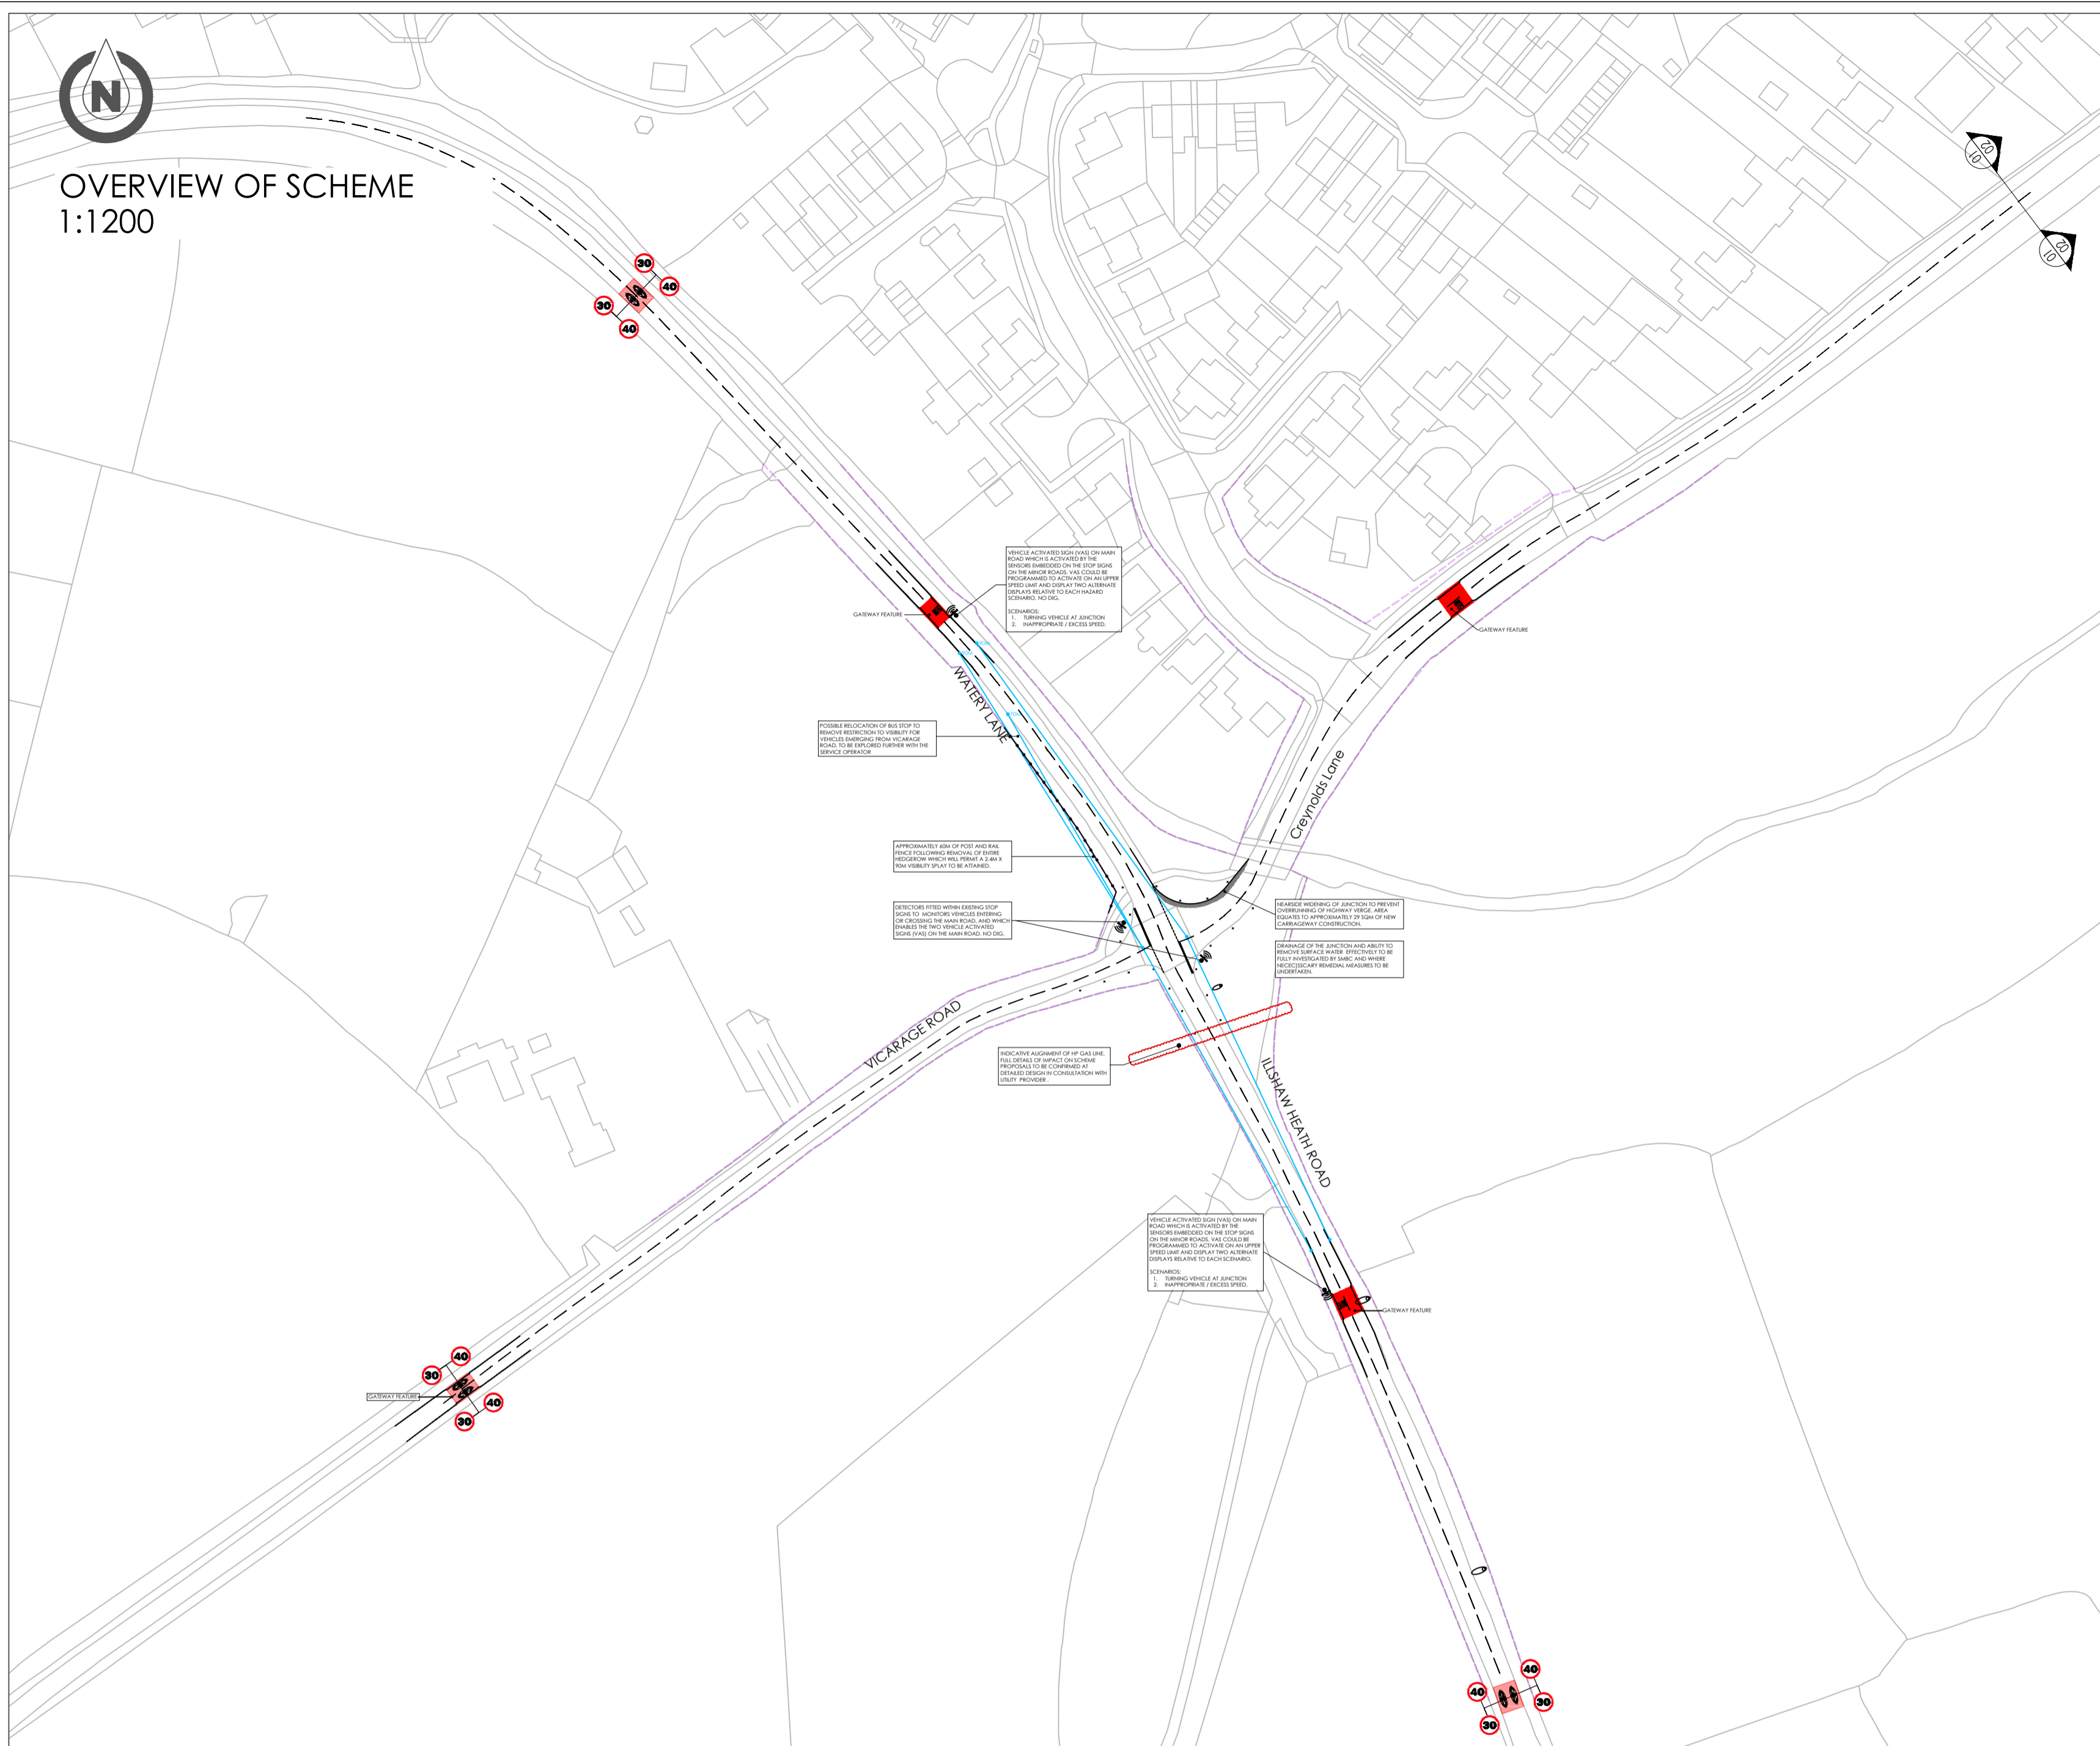 N
OVERVIEW OF SCHEME
1:1200
02
01
02
01
30
40
30
40
VEHICLE ACTIVATED SIGN (VAS) ON MAIN
ROAD WHICH IS ACTIVATED BY THE
SENSORS EMBEDDED ON THE STOP SIGNS
ON THE MINOR ROADS. VAS COULD BE
PROGRAMMED TO ACTIVATE ON AN UPPER
SPEED LIMIT AND DISPLAY TWO ALTERNATE
DISPLAYS RELATIVE TO EACH HAZARD
SCENARIO. NO DIG.
SCENARIOS:
1. TURNING VEHICLE AT JUNCTION
2. INAPPROPRIATE / EXCESS SPEED.
GATEWAY FEATURE
GATEWAY FEATURE
WATERY LANE
POSSIBLE RELOCATION OF BUS STOP TO
REMOVE RESTRICTION TO VISIBILITY FOR
VEHICLES EMERGING FROM VICARAGE
ROAD. TO BE EXPLORED FURTHER WITH THE
SERVICE OPERATOR
Creynolds Lane
APPROXIMATELY 60M OF POST AND RAIL
FENCE FOLLOWING REMOVAL OF ENTIRE
HEDGEROW WHICH WILL PERMIT A 2.4M X
90M VISIBILITY SPLAY TO BE ATTAINED.
DETECTORS FITTED WITHIN EXISTING STOP
SIGNS TO MONITORS VEHICLES ENTERING
OR CROSSING THE MAIN ROAD, AND WHICH
ENABLES THE TWO VEHICLE ACTIVATED
SIGNS (VAS) ON THE MAIN ROAD. NO DIG.
NEARSIDE WIDENING OF JUNCTION TO PREVENT
OVERRUNNING OF HIGHWAY VERGE. AREA
EQUATES TO APPROXIMATELY 29 SQM OF NEW
CARRIAGEWAY CONSTRUCTION.
DRAINAGE OF THE JUNCTION AND ABILITY TO
REMOVE SURFACE WATER EFFECTIVELY TO BE
FULLY INVESTIGATED BY SMBC AND WHERE
NECECJSSCARY REMEDIAL MEASURES TO BE
UNDERTAKEN.
VICARAGE ROAD
INDICATIVE ALIGNMENT OF HP GAS LINE.
FULL DETAILS OF IMPACT ON SCHEME
PROPOSALS TO BE CONFIRMED AT
DETAILED DESIGN IN CONSULTATION WITH
UTILITY PROVIDER .
ILLSHAW HEATH ROAD
VEHICLE ACTIVATED SIGN (VAS) ON MAIN
ROAD WHICH IS ACTIVATED BY THE
SENSORS EMBEDDED ON THE STOP SIGNS
ON THE MINOR ROADS. VAS COULD BE
PROGRAMMED TO ACTIVATE ON AN UPPER
SPEED LIMIT AND DISPLAY TWO ALTERNATE
DISPLAYS RELATIVE TO EACH SCENARIO.
SCENARIOS:
1. TURNING VEHICLE AT JUNCTION
2. INAPPROPRIATE / EXCESS SPEED.
GATEWAY FEATURE
40
30
GATEWAY FEATURE
40
30
40
40
30
30